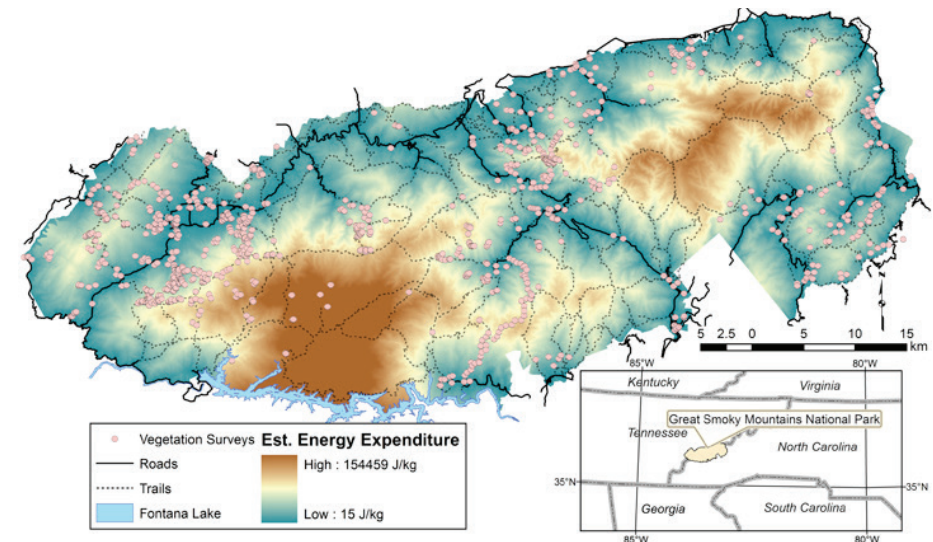 5 2.5 0 5 10 15
km
85°W 80°W
Kentucky Virginia
Great Smoky Mountains National Park
Tennessee
North Carolina
35°N 35°N
Georgia South Carolina
85°W 80°W
Vegetation Surveys
Roads
Trails
Fontana Lake
Est. Energy Expenditure
High : 154459 J/kg
Low : 15 J/kg